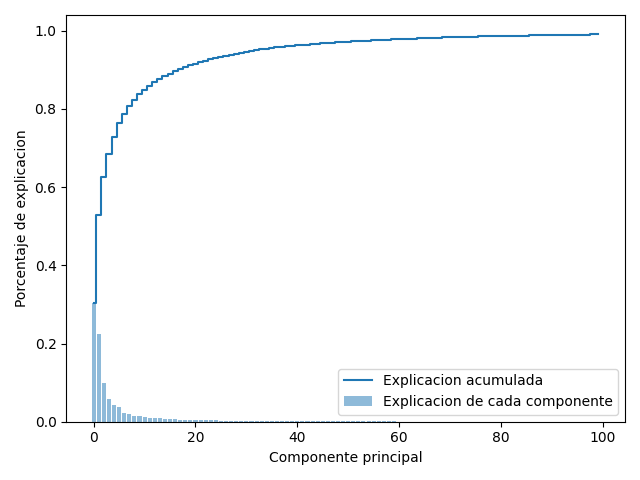 1.0
0.8
0.6
0.4
0.2
0.0
Porcentaje de explicacion
Explicacion acumulada
Explicacion de cada componente
0 20 40 60 80 100
Componente principal